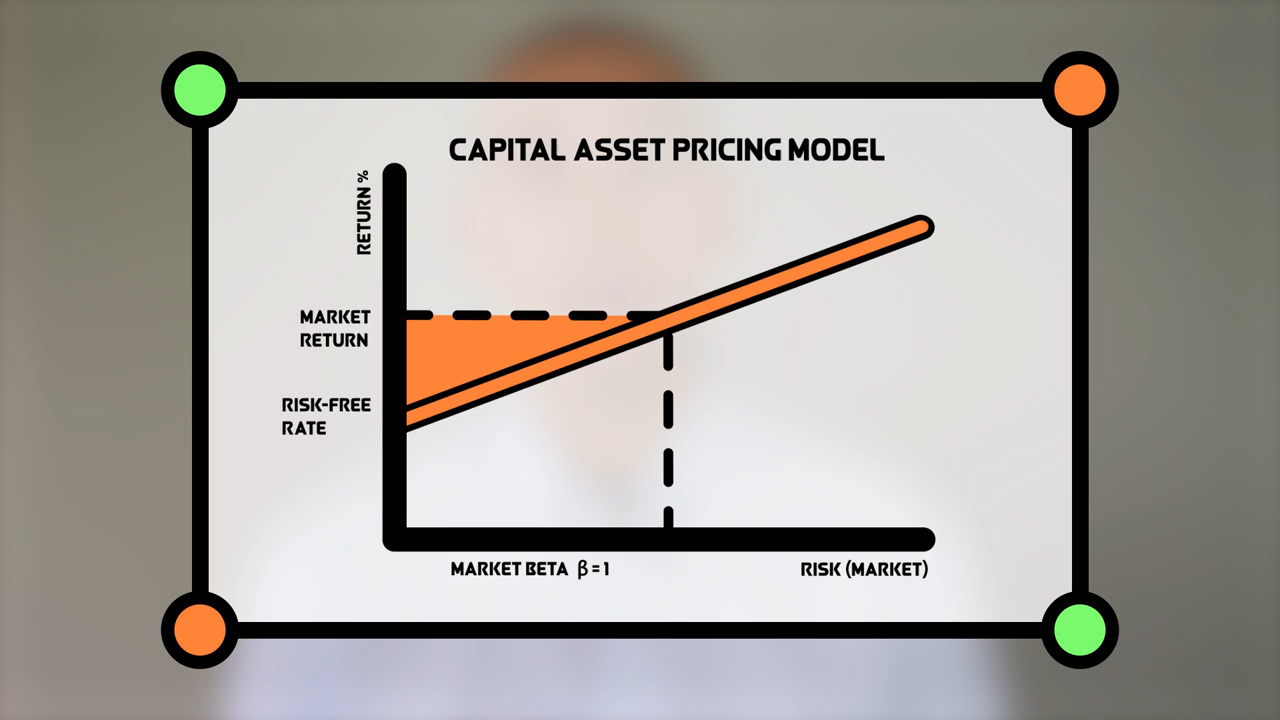 CAPITAL ASSET PRICING MODEL
RETURN %
MARKET
RETURN
RISK-FREE
RATE
MARKET BETA β = 1
RISK (MARKET)